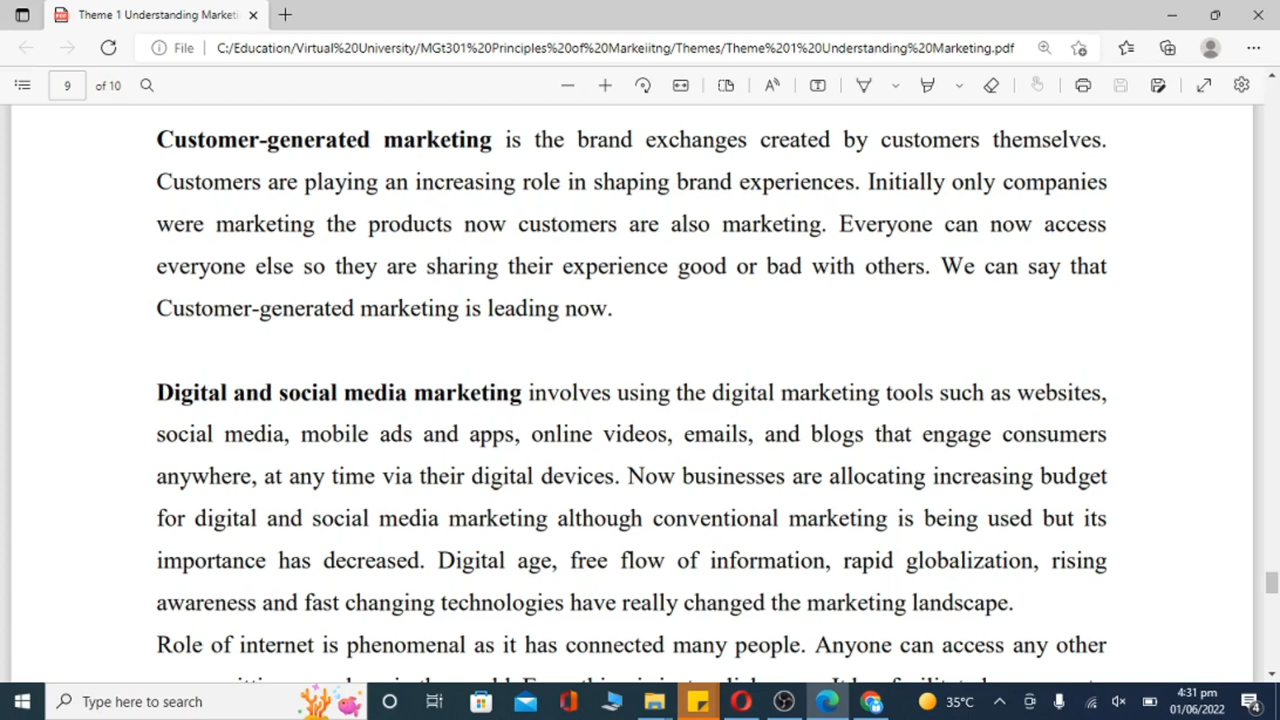 Theme 1 Understanding Marketi
File
C:/Education/Virtual%20University/MGt301%20Principles%20of%20Markeiitng/Themes/Theme%201%20Understanding%20Marketing.pdf
9 of 10
Customer-generated marketing is the brand exchanges created by customers themselves.
Customers are playing an increasing role in shaping brand experiences. Initially only companies
were marketing the products now customers are also marketing. Everyone can now access
everyone else so they are sharing their experience good or bad with others. We can say that
Customer-generated marketing is leading now.
Digital and social media marketing involves using the digital marketing tools such as websites,
social media, mobile ads and apps, online videos, emails, and blogs that engage consumers
anywhere, at any time via their digital devices. Now businesses are allocating increasing budget
for digital and social media marketing although conventional marketing is being used but its
importance has decreased. Digital age, free flow of information, rapid globalization, rising
awareness and fast changing technologies have really changed the marketing landscape.
Role of internet is phenomenal as it has connected many people. Anyone can access any other
Type here to search
35°C
4:31 pm
01/06/2022
4